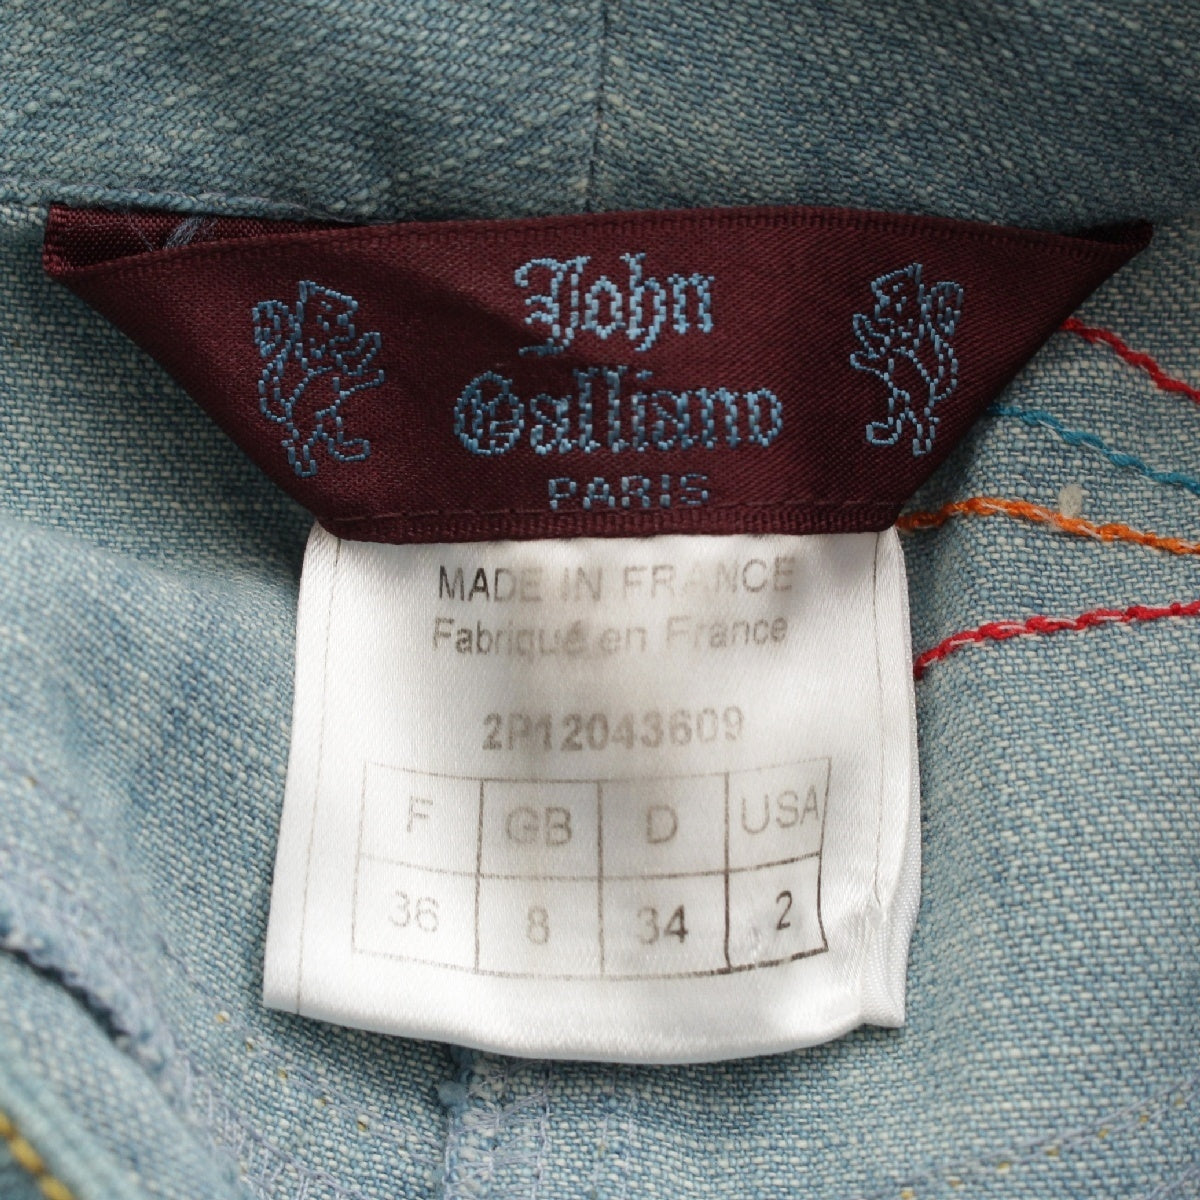 John
Galliano
PARIS
MADE IN FRANCE
Fabriqué en France
2P12043609
F GB D USA
36 8 34 2